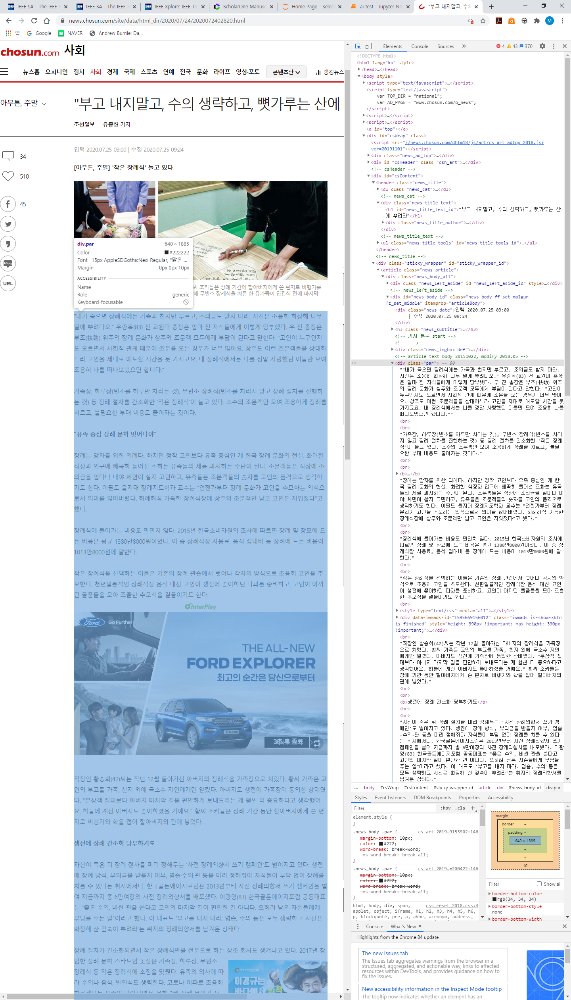 IEEE SA - The IEEE S
IEEE SA - The IEEE S
IEEE Xplore: IEEE Tra
ScholarOne Manusc
Home Page - Select
ai test - Jupyter No
"부고 내지말고, 수의
news.chosun.com/site/data/html_dir/2020/07/24/2020072402820.html
앱
Google
NAVER
Andrew Burnie: Da...
chosun.com 사회
뉴스홈 오피니언 정치 사회 경제 국제 스포츠 연예 전국 문화 라이프 영상·포토 콘텐츠판 랭킹뉴스
아무튼, 주말
"부고 내지말고, 수의 생략하고, 뼛가루는 산에
조선일보 유종헌 기자
입력 2020.07.25 03:00 | 수정 2020.07.25 09:24
34
510
45
blog
URL
[아무튼, 주말] '작은 장례식' 늘고 있다
div.par 640 × 1885
Color #222222
Font 15px AppleSDGothicNeo-Regular, "맑은 ...
Margin 0px 0px 10px
ACCESSIBILITY
Name
Role generic
Keyboard-focusable
씨 조카들은 장례 기간에 할아버지에게 쓴 편지로 비행기를
해 무빈소 장례식을 치른 한 유가족이 입관식 전에 마지막
"내가 죽으면 장례식에는 가족과 친지만 부르고, 조의금도 받지 마라. 시신은 조용히 화장해 나무
밑에 뿌려다오." 우종옥(83) 전 교원대 총장은 얼마 전 자식들에게 이렇게 당부했다. 우 전 총장은
부조(扶助) 위주의 장례 문화가 상주와 조문객 모두에게 부담이 된다고 말한다. "고인이 누구인지
도 모르면서 사회적 관계 때문에 조문을 오는 경우가 너무 많아요. 상주도 이런 조문객들을 상대하
느라 고인을 제대로 애도할 시간을 못 가지고요. 내 장례식에서는 나를 정말 사랑했던 이들만 모여
조용히 나를 떠나보냈으면 합니다."
가족장, 하루장(빈소를 하루만 차리는 것), 무빈소 장례식(빈소를 차리지 않고 장례 절차를 진행하
는 것) 등 장례 절차를 간소화한 '작은 장례식'이 늘고 있다. 소수의 조문객만 모여 조용하게 장례를
치르고, 불필요한 부대 비용도 줄이자는 것이다.
"유족 중심 장례 문화 벗어나야"
장례는 망자를 위한 의례다. 하지만 정작 고인보다 유족 중심인 게 한국 장례 문화의 현실. 화려한
식장과 입구에 빼곡히 들어선 조화는 유족들의 세를 과시하는 수단이 된다. 조문객들은 식장에 조
의금을 얼마나 내야 체면이 살지 고민하고, 유족들은 조문객들의 숫자를 고인의 품격으로 생각하
기도 한다. 이필도 을지대 장례지도학과 교수는 "언젠가부터 장례 문화가 고인을 추모하는 의식으
로서 의미를 잃어버렸다. 허례허식 가득한 장례식장에 상주와 조문객만 남고 고인은 지워졌다"고
했다.
장례식에 들어가는 비용도 만만치 않다. 2015년 한국소비자원의 조사에 따르면 장례 및 장묘에 드
는 비용은 평균 1380만8000원이었다. 이 중 장례식장 사용료, 음식 접대비 등 장례에 드는 비용이
1013만8000원에 달한다.
작은 장례식을 선택하는 이들은 기존의 장례 관습에서 벗어나 각자의 방식으로 조용히 고인을 추
모한다. 천편일률적인 장례식장 음식 대신 고인이 생전에 좋아하던 다과를 준비하고, 고인이 아끼
던 물품들을 모아 조촐한 추모식을 곁들이기도 한다.
InterPlay
Ford Go Further
THE ALL-NEW
FORD EXPLORER
최고의 순간은 당신으로부터
EXPLORER
직장인 황송희(42)씨는 작년 12월 돌아가신 아버지의 장례식을 가족장으로 치렀다. 황씨 가족은 고
인의 부고를 가족, 친지 외에 극소수 지인에게만 알렸다. 아버지도 생전에 가족장에 동의한 상태였
다. "문상객 접대보다 아버지 마지막 길을 편안하게 보내드리는 게 훨씬 더 중요하다고 생각했어
요. 하늘에 계신 아버지도 좋아하셨을 거예요." 황씨 조카들은 장례 기간 동안 할아버지에게 쓴 편
지로 비행기와 학을 접어 할아버지의 관에 넣었다.
생전에 장례 간소화 당부하기도
자신이 죽은 뒤 장례 절차를 미리 정해두는 '사전 장례의향서 쓰기 캠페인'도 벌어지고 있다. 생전
에 장례 방식, 부의금을 받을지 여부, 염습·수의·관 등을 미리 정해줘야 자식들이 부담 없이 장례를
치를 수 있다는 취지에서다. 한국골든에이지포럼은 2013년부터 사전 장례의향서 쓰기 캠페인을 벌
여 지금까지 총 6만여장의 사전 장례의향서를 배포했다. 이광영(83) 한국골든에이지포럼 공동대표
는 "좋은 수의, 비싼 관을 쓴다고 고인의 마지막 길이 편안한 건 아니다. 오히려 남은 자손들에게
부담을 주는 일"이라고 했다. 이 대표도 '부고를 내지 마라. 염습, 수의 등은 모두 생략하고 시신은
화장해 산 깊숙이 뿌려라'는 취지의 장례의향서를 남겨둔 상태다.
장례 절차가 간소화되면서 작은 장례식만을 전문으로 하는 상조 회사도 생겨나고 있다. 2017년 창
업한 장례 문화 스타트업 꽃잠은 가족장, 하루장, 무빈소
장례식 등 작은 장례식에 초점을 맞췄다. 유족의 의사에 따
라 수의나 음식, 발인식도 생략한다. 코로나 여파로 조용히
DON CHICKEN
이경규는
Elements Console Sources » 4 43 370
<!DOCTYPE html>
<html lang="ko" style>
<head>…</head>
<body style>
<script type="text/javascript">…</script>
<script type="text/javascript">
var TOP_DIR = "national";
var AD_PAGE = "www.chosun.com/o_news";
</script>
<script>…</script>
<script>…</script>
<a id="top"></a>
<div id="csWrap" class>
<script src="//news.chosun.com/dhtm18/js/art/cs_art_adtop_2018.js?
ver=20191101"></script>
<div class="news_ad_top">…</div>
<div id="csHeader" class="csh_art">…</div>
<!-- csHeader -->
<div id="csContent">
<header class="news_title">
<dl class="news_cat">…</dl>
<!-- news_cat -->
<div class="news_title_text">
<h1 id="news_title_text_id">"부고 내지말고, 수의 생략하고, 뼛가루는 산
에 뿌려라"</h1>
<div class="news_title_author">…</div>
</div>
<!-- news_title_text -->
<ul class="news_title_tools" id="news_title_tools_id">…</ul>
</header>
<!-- news_title -->
<div class="sticky_wrapper" id="sticky_wrapper_id">
<article class="news_article">
<div class="news_body_all">
<div class="news_left_aside" id="news_left_aside_id" style>…</div>
<!-- news_left_aside -->
<div id="news_body_id" class="news_body ff_set_malgun
fz_set_middle" itemprop="articleBody">
<div class="news_date">입력 2020.07.25 03:00
| 수정 2020.07.25 09:24
</div>
<h3 class="news_subtitle">…</h3>
<!-- 기사 본문 start -->
<!-- -->
<div class="news_imgbox def">…</div>
<!-- article text body 20151022, modify 2018.05 -->
<div class="par"> == $0
""내가 죽으면 장례식에는 가족과 친지만 부르고, 조의금도 받지 마라.
시신은 조용히 화장해 나무 밑에 뿌려다오." 우종옥(83) 전 교원대 총장
은 얼마 전 자식들에게 이렇게 당부했다. 우 전 총장은 부조(扶助) 위주
의 장례 문화가 상주와 조문객 모두에게 부담이 된다고 말한다. "고인이
누구인지도 모르면서 사회적 관계 때문에 조문을 오는 경우가 너무 많아
요. 상주도 이런 조문객들을 상대하느라 고인을 제대로 애도할 시간을 못
가지고요. 내 장례식에서는 나를 정말 사랑했던 이들만 모여 조용히 나를
떠나보냈으면 합니다.""
<br>
<br>
"가족장, 하루장(빈소를 하루만 차리는 것), 무빈소 장례식(빈소를 차리
지 않고 장례 절차를 진행하는 것) 등 장례 절차를 간소화한 '작은 장례
식'이 늘고 있다. 소수의 조문객만 모여 조용하게 장례를 치르고, 불필
요한 부대 비용도 줄이자는 것이다."
<br>
<br>
<b>…</b>
"장례는 망자를 위한 의례다. 하지만 정작 고인보다 유족 중심인 게 한
국 장례 문화의 현실. 화려한 식장과 입구에 빼곡히 들어선 조화는 유족
들의 세를 과시하는 수단이 된다. 조문객들은 식장에 조의금을 얼마나 내
야 체면이 살지 고민하고, 유족들은 조문객들의 숫자를 고인의 품격으로
생각하기도 한다. 이필도 을지대 장례지도학과 교수는 "언젠가부터 장례
문화가 고인을 추모하는 의식으로서 의미를 잃어버렸다. 허례허식 가득한
장례식장에 상주와 조문객만 남고 고인은 지워졌다"고 했다."
<br>
<br>
"장례식에 들어가는 비용도 만만치 않다. 2015년 한국소비자원의 조사에
따르면 장례 및 장묘에 드는 비용은 평균 1380만8000원이었다. 이 중 장
례식장 사용료, 음식 접대비 등 장례에 드는 비용이 1013만8000원에 달
한다."
<br>
<br>
"작은 장례식을 선택하는 이들은 기존의 장례 관습에서 벗어나 각자의 방
식으로 조용히 고인을 추모한다. 천편일률적인 장례식장 음식 대신 고인
이 생전에 좋아하던 다과를 준비하고, 고인이 아끼던 물품들을 모아 조촐
한 추모식을 곁들이기도 한다."
<br>
<style type="text/css" media="all">…</style>
<div data-iwmads-id="1595669156012" class="iwmads is-show-xbtn
is-finished" style="height: 390px !important; max-height: 390px
!important;">…</div>
<br>
"직장인 황송희(42)씨는 작년 12월 돌아가신 아버지의 장례식을 가족장
으로 치렀다. 황씨 가족은 고인의 부고를 가족, 친지 외에 극소수 지인
에게만 알렸다. 아버지도 생전에 가족장에 동의한 상태였다. "문상객 접
대보다 아버지 마지막 길을 편안하게 보내드리는 게 훨씬 더 중요하다고
생각했어요. 하늘에 계신 아버지도 좋아하셨을 거예요." 황씨 조카들은
장례 기간 동안 할아버지에게 쓴 편지로 비행기와 학을 접어 할아버지의
관에 넣었다."
<br>
<br>
<b>생전에 장례 간소화 당부하기도</b>
<br>
<br>
"자신이 죽은 뒤 장례 절차를 미리 정해두는 '사전 장례의향서 쓰기 캠
페인'도 벌어지고 있다. 생전에 장례 방식, 부의금을 받을지 여부, 염습
·수의·관 등을 미리 정해줘야 자식들이 부담 없이 장례를 치를 수 있다
는 취지에서다. 한국골든에이지포럼은 2013년부터 사전 장례의향서 쓰기
캠페인을 벌여 지금까지 총 6만여장의 사전 장례의향서를 배포했다. 이광
영(83) 한국골든에이지포럼 공동대표는 "좋은 수의, 비싼 관을 쓴다고
고인의 마지막 길이 편안한 건 아니다. 오히려 남은 자손들에게 부담을
주는 일"이라고 했다. 이 대표도 '부고를 내지 마라. 염습, 수의 등은
모두 생략하고 시신은 화장해 산 깊숙이 뿌려라'는 취지의 장례의향서를
남겨둔 상태다."
... body #csWrap #csContent #sticky_wrapper_id article div #news_body_id div.par
Styles Event Listeners DOM Breakpoints Properties Accessibility
Filter :hov .cls +
element.style {
}
.news_body .par { cs_art_2019…9153902:146
margin-bottom: 10px;
color: #222;
word-break: break-word;
-ms-word-break: break-all;
}
.news_body .par { cs_art_2019…=200422:146
margin-bottom: 10px;
color: #222;
word-break: break-word;
-ms-word-break: break-all;
}
html, body, div, span, css_reset_2018.css:4
applet, object, iframe, h1, h2, h3, h4, h5, h6,
p, blockquote, pre, a, abbr, acronym, address,
margin –
border –
padding –
640 × 1885
–
–
10
Filter Show all
border-bottom-color
rgb(34, 34, 34)
border-bottom-style
none
border-bottom-width
Console What's New
Highlights from the Chrome 84 update
The new Issues tab
The Issues tab aggregates warnings from the browser in a
structured, aggregated, and actionable way, links to affected
resources within DevTools, and provides guidance on how to
fix the issues.
New accessibility information in the Inspect Mode tooltip
The tooltip now indicates whether an element has an